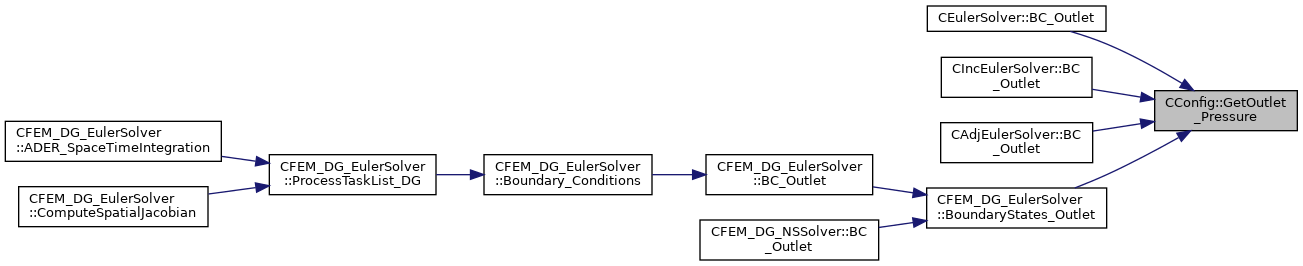 CEulerSolver::BC_Outlet
CIncEulerSolver::BC
_Outlet
CConfig::GetOutlet
_Pressure
CAdjEulerSolver::BC
_Outlet
CFEM_DG_EulerSolver
::ADER_SpaceTimeIntegration
CFEM_DG_EulerSolver
::ProcessTaskList_DG
CFEM_DG_EulerSolver
::Boundary_Conditions
CFEM_DG_EulerSolver
::BC_Outlet
CFEM_DG_EulerSolver
::ComputeSpatialJacobian
CFEM_DG_EulerSolver
::BoundaryStates_Outlet
CFEM_DG_NSSolver::BC
_Outlet